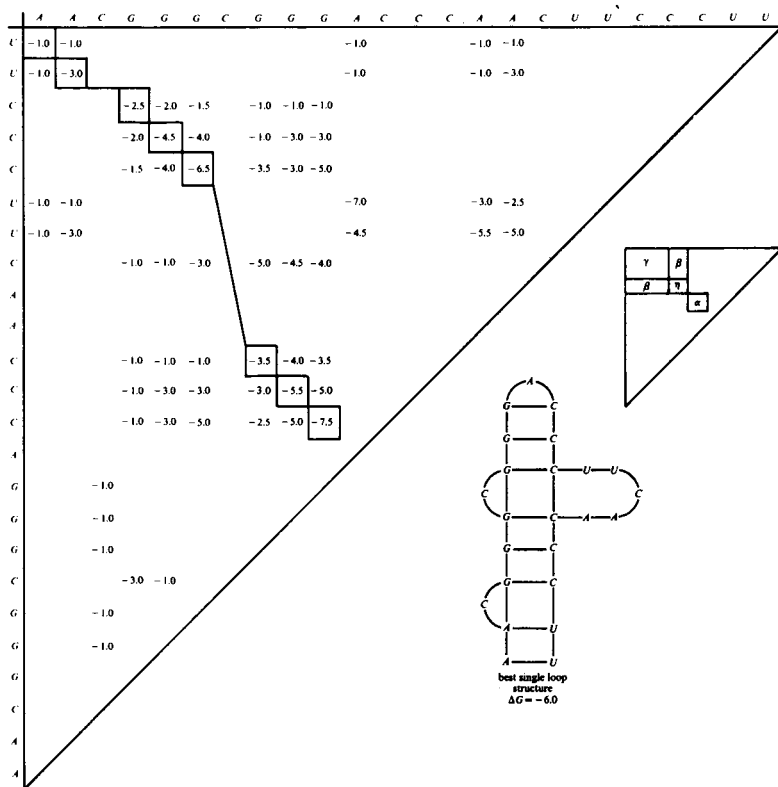 A A C G G G C G G G A C C C A A C U U C C C U U
U -1.0 -1.0 -1.0 -1.0 -1.0
U -1.0 -3.0 -1.0 -1.0 -3.0
C -2.5 -2.0 -1.5 -1.0 -1.0 -1.0
C -2.0 -4.5 -4.0 -1.0 -3.0 -3.0
C -1.5 -4.0 -6.5 -3.5 -3.0 -5.0
U -1.0 -1.0 -7.0 -3.0 -2.5
U -1.0 -3.0 -4.5 -5.5 -5.0
C -1.0 -1.0 -3.0 -5.0 -4.5 -4.0
A
A
C -1.0 -1.0 -1.0 -3.5 -4.0 -3.5
C -1.0 -3.0 -3.0 -3.0 -5.5 -5.0
C -1.0 -3.0 -5.0 -2.5 -5.0 -7.5
A
G -1.0
G -1.0
G -1.0
C -3.0 -1.0
G -1.0
G -1.0
G
C
A
A
γ β
β η
α
A
G C
G C
G C U U
C C
G C A A
G C
G C
C
A U
A U
best single loop
structure
ΔG = -6.0